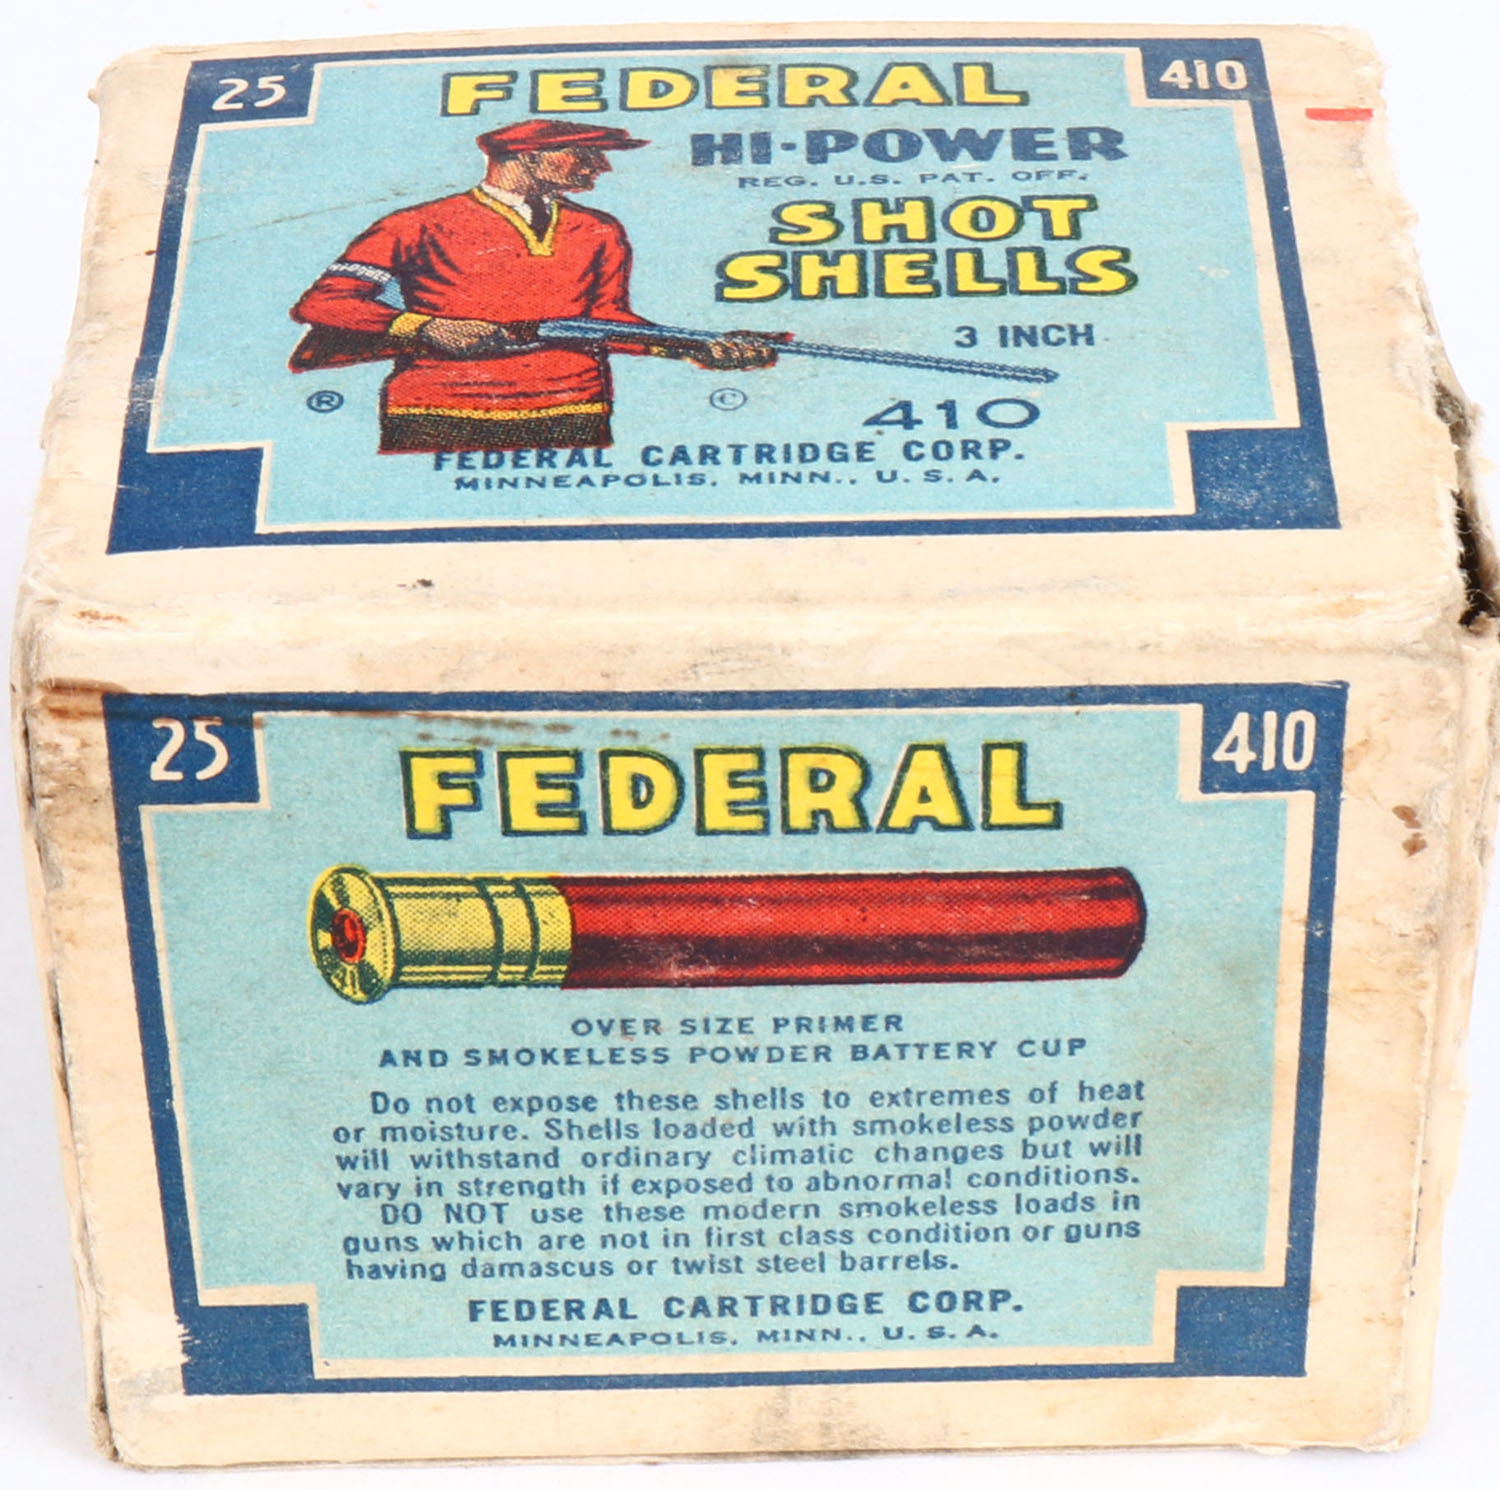 25
FEDERAL
410
HI-POWER
REG. U.S. PAT. OFF.
SHOT
SHELLS
3 INCH
® ©
410
FEDERAL CARTRIDGE CORP.
MINNEAPOLIS, MINN., U. S. A.
25
410
FEDERAL
OVER SIZE PRIMER
AND SMOKELESS POWDER BATTERY CUP
Do not expose these shells to extremes of heat
or moisture. Shells loaded with smokeless powder
will withstand ordinary climatic changes but will
vary in strength if exposed to abnormal conditions.
DO NOT use these modern smokeless loads in
guns which are not in first class condition or guns
having damascus or twist steel barrels.
FEDERAL CARTRIDGE CORP.
MINNEAPOLIS, MINN., U. S. A.